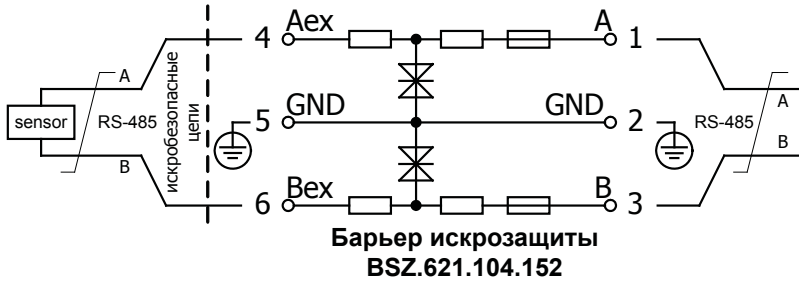 4 Aex A 1
A
sensor RS-485
B
искробезопасные
цепи
5 GND GND 2
RS-485
A
B
6 Bex B 3
Барьер искрозащиты
BSZ.621.104.152